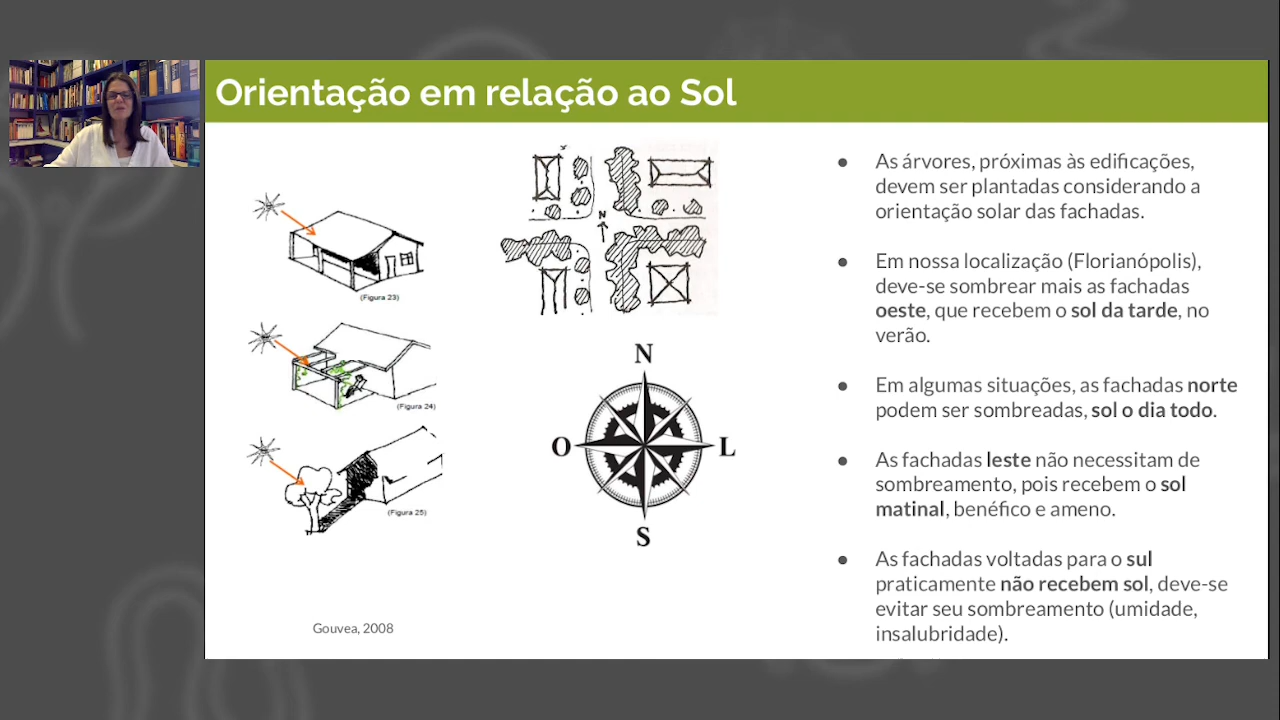 Orientação em relação ao Sol
(Figura 23)
(Figura 24)
(Figura 25)
Gouvea, 2008
N
N
O
L
S
● As árvores, próximas às edificações,
devem ser plantadas considerando a
orientação solar das fachadas.
● Em nossa localização (Florianópolis),
deve-se sombrear mais as fachadas
oeste, que recebem o sol da tarde, no
verão.
● Em algumas situações, as fachadas norte
podem ser sombreadas, sol o dia todo.
● As fachadas leste não necessitam de
sombreamento, pois recebem o sol
matinal, benéfico e ameno.
● As fachadas voltadas para o sul
praticamente não recebem sol, deve-se
evitar seu sombreamento (umidade,
insalubridade).